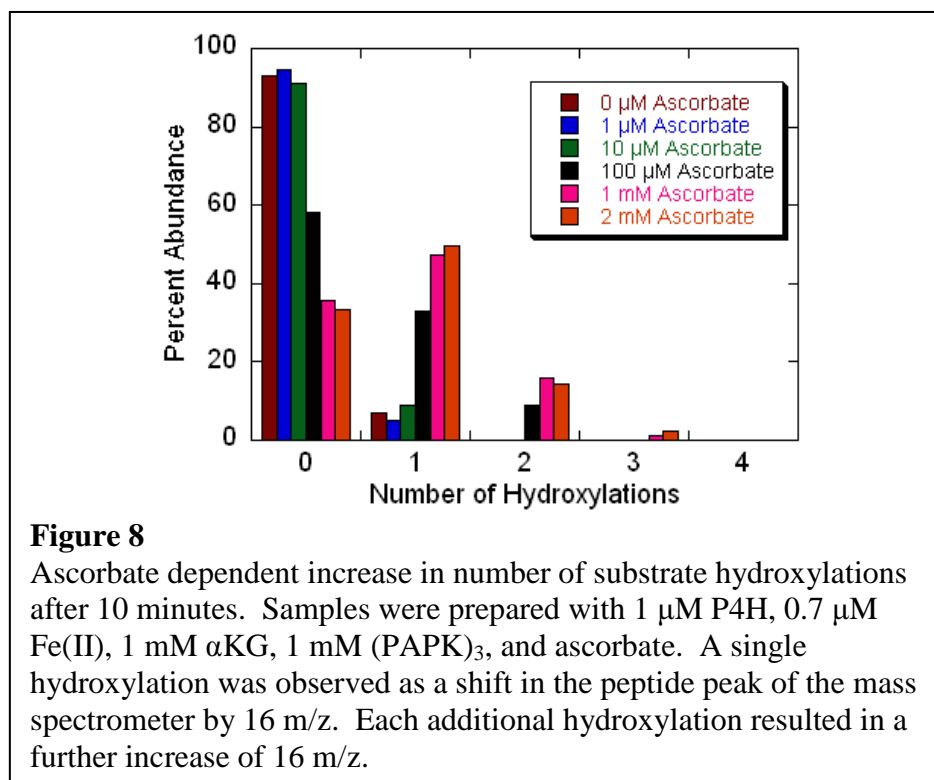 100
80
60
40
20
0
Percent Abundance
0 µM Ascorbate
1 µM Ascorbate
10 µM Ascorbate
100 µM Ascorbate
1 mM Ascorbate
2 mM Ascorbate
0 1 2 3 4
Number of Hydroxylations
Figure 8
Ascorbate dependent increase in number of substrate hydroxylations
after 10 minutes. Samples were prepared with 1 μM P4H, 0.7 μM
Fe(II), 1 mM αKG, 1 mM (PAPK)₃, and ascorbate. A single
hydroxylation was observed as a shift in the peptide peak of the mass
spectrometer by 16 m/z. Each additional hydroxylation resulted in a
further increase of 16 m/z.